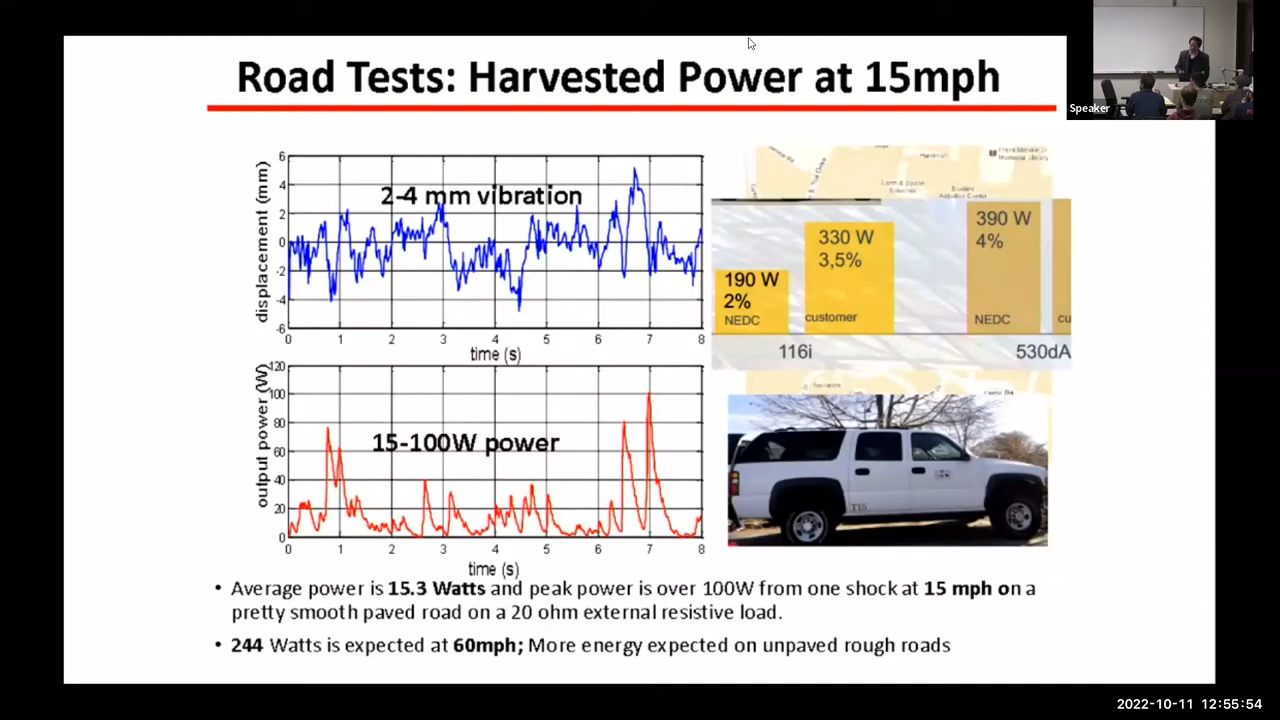 Road Tests: Harvested Power at 15mph
Speaker
displacement (mm)
6
4
2
0
-2
-4
-6
2-4 mm vibration
0 1 2 3 4 5 6 7 8
time (s)
output power (W)
120
100
80
60
40
20
0
15-100W power
0 1 2 3 4 5 6 7 8
time (s)
Student
190 W
2%
NEDC
330 W
3,5%
customer
390 W
4%
NEDC
cu
116i
530dA
• Average power is 15.3 Watts and peak power is over 100W from one shock at 15 mph on a
pretty smooth paved road on a 20 ohm external resistive load.
• 244 Watts is expected at 60mph; More energy expected on unpaved rough roads
2022-10-11 12:55:54